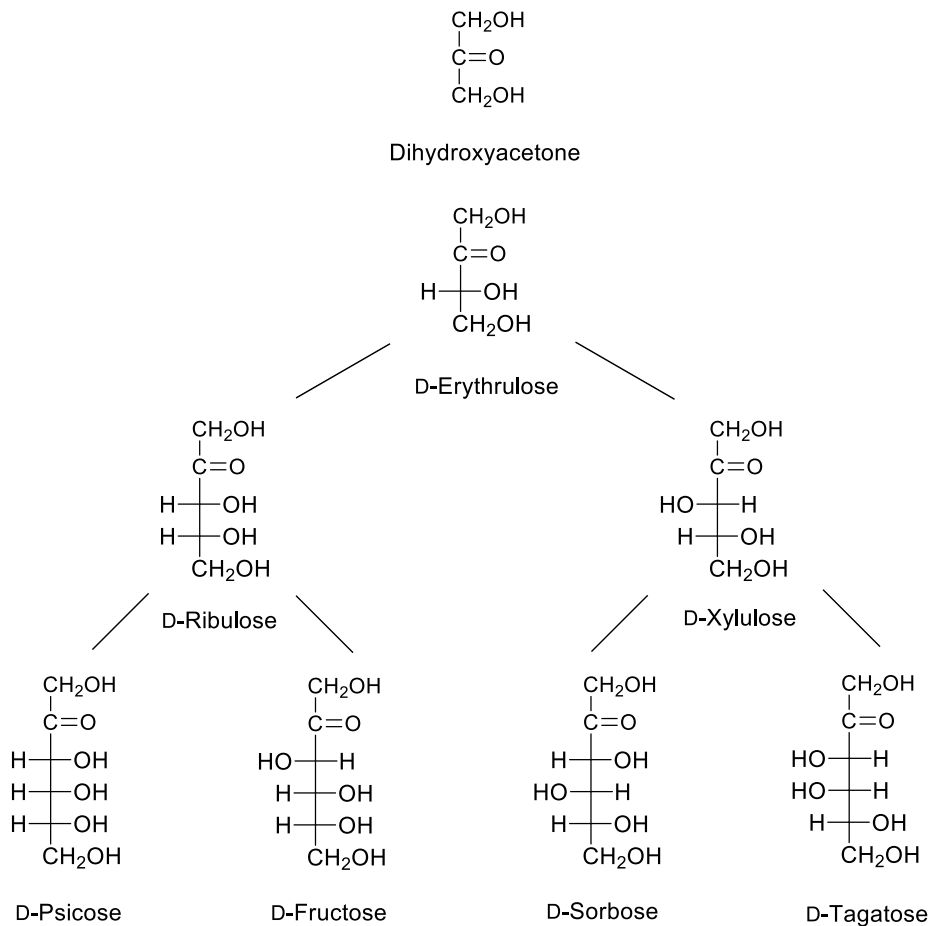 CH₂OH
C=O
CH₂OH
Dihydroxyacetone
CH₂OH
C=O
H OH
CH₂OH
D-Erythrulose
CH₂OH
C=O
H OH
H OH
CH₂OH
D-Ribulose
CH₂OH
C=O
HO H
H OH
CH₂OH
D-Xylulose
CH₂OH
C=O
H OH
H OH
H OH
CH₂OH
D-Psicose
CH₂OH
C=O
HO H
H OH
H OH
CH₂OH
D-Fructose
CH₂OH
C=O
H OH
HO H
H OH
CH₂OH
D-Sorbose
CH₂OH
C=O
HO H
HO H
H OH
CH₂OH
D-Tagatose